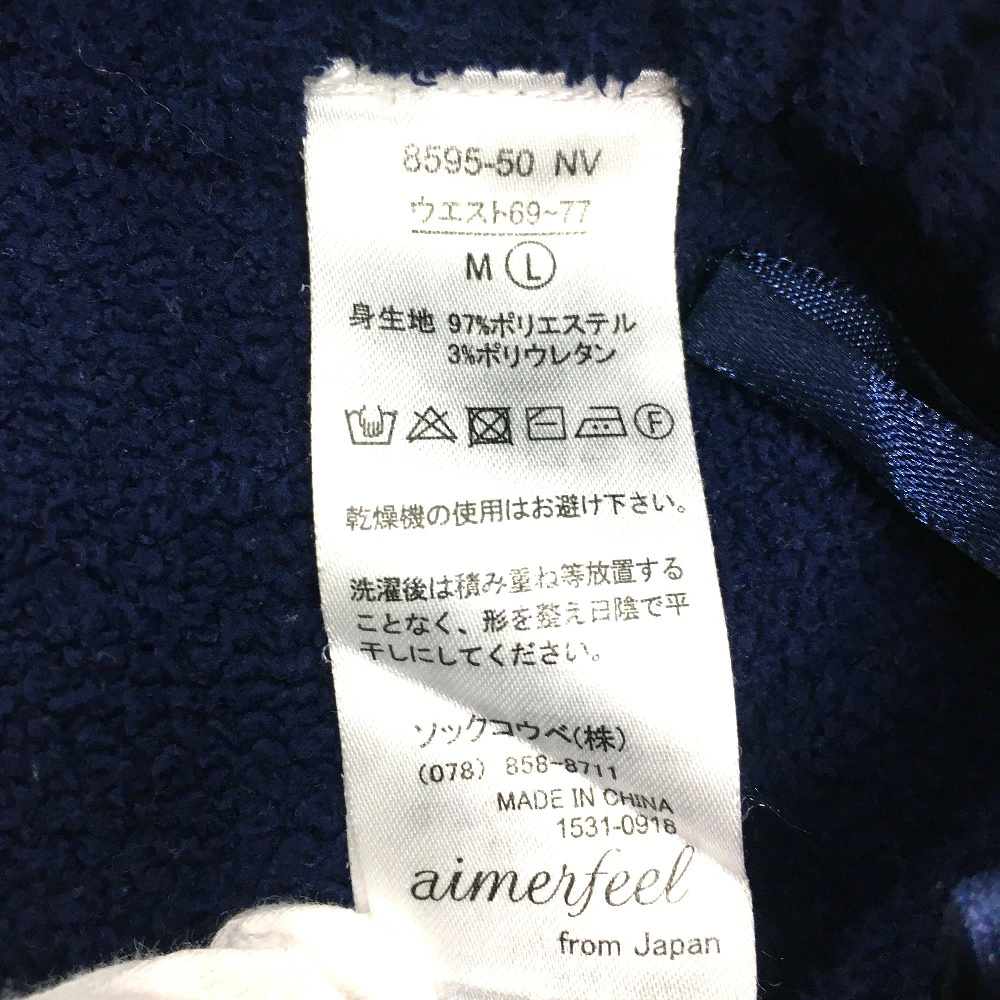 8595-50 NV
ウエスト69~77
M L
身生地 97%ポリエステル
3%ポリウレタン
F
乾燥機の使用はお避け下さい。
洗濯後は積み重ね等放置する
ことなく、形を整え日陰で平
干しにしてください。
ソックコウベ(株)
(078) 858-8711
MADE IN CHINA
1531-0918
aimerfeel
from Japan